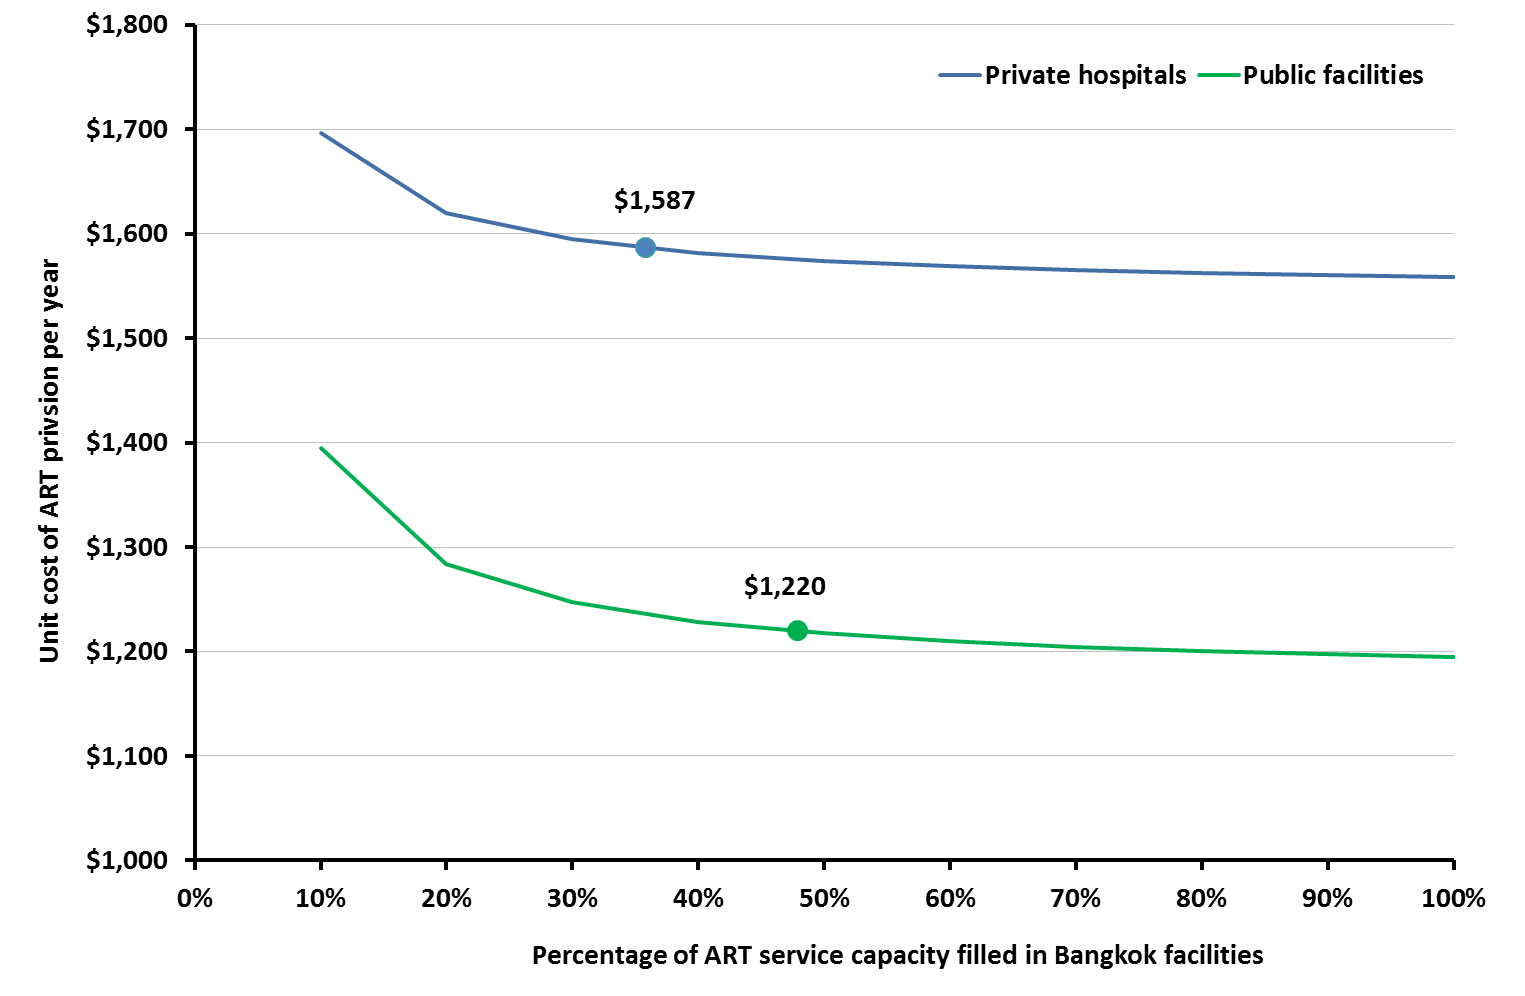 $1,800
Private hospitals Public facilities
$1,700
$1,587
$1,600
$1,500
$1,400
$1,300
$1,220
$1,200
$1,100
$1,000
Unit cost of ART privsion per year
0% 10% 20% 30% 40% 50% 60% 70% 80% 90% 100%
Percentage of ART service capacity filled in Bangkok facilities